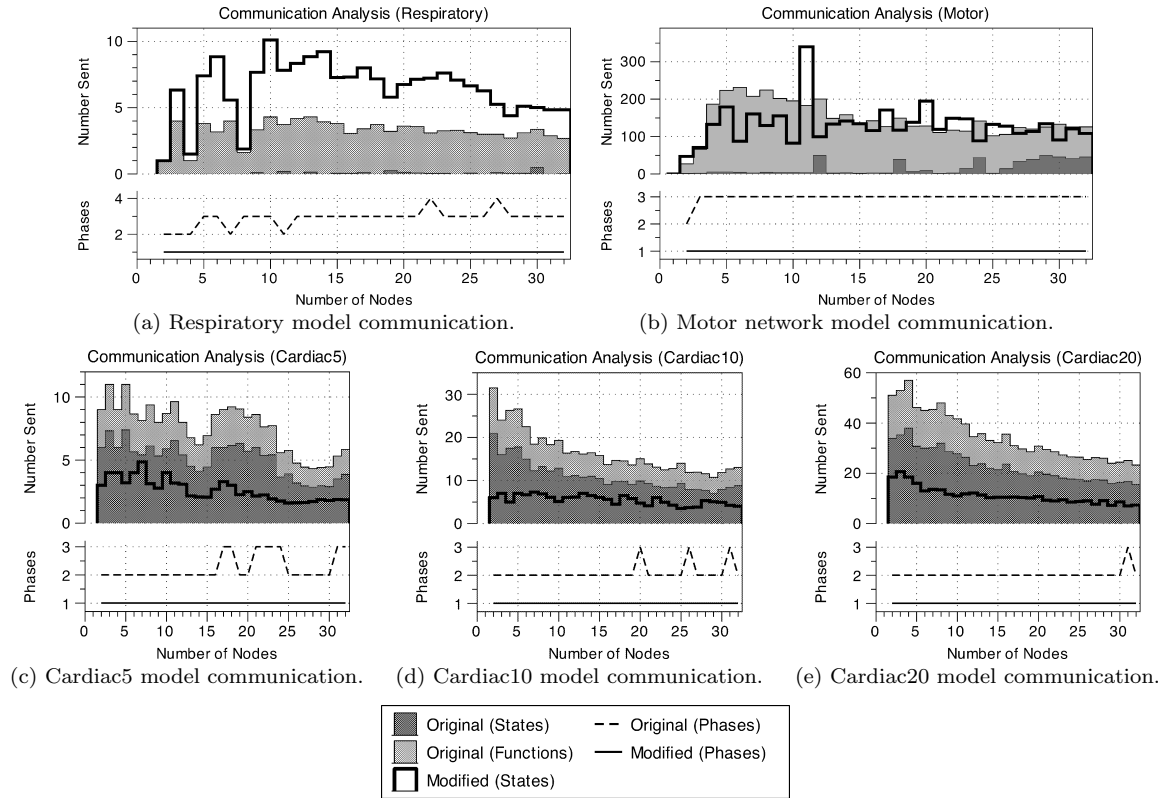 Communication Analysis (Respiratory)
Number Sent
10
5
0
Phases
4
2
0 5 10 15 20 25 30
Number of Nodes
(a) Respiratory model communication.
Communication Analysis (Motor)
Number Sent
300
200
100
0
Phases
3
2
1
0 5 10 15 20 25 30
Number of Nodes
(b) Motor network model communication.
Communication Analysis (Cardiac5)
Number Sent
10
5
0
Phases
3
2
1
0 5 10 15 20 25 30
Number of Nodes
(c) Cardiac5 model communication.
Communication Analysis (Cardiac10)
Number Sent
30
20
10
0
Phases
3
2
1
0 5 10 15 20 25 30
Number of Nodes
(d) Cardiac10 model communication.
Communication Analysis (Cardiac20)
Number Sent
60
40
20
0
Phases
3
2
1
0 5 10 15 20 25 30
Number of Nodes
(e) Cardiac20 model communication.
Original (States)
Original (Functions)
Modified (States)
Original (Phases)
Modified (Phases)